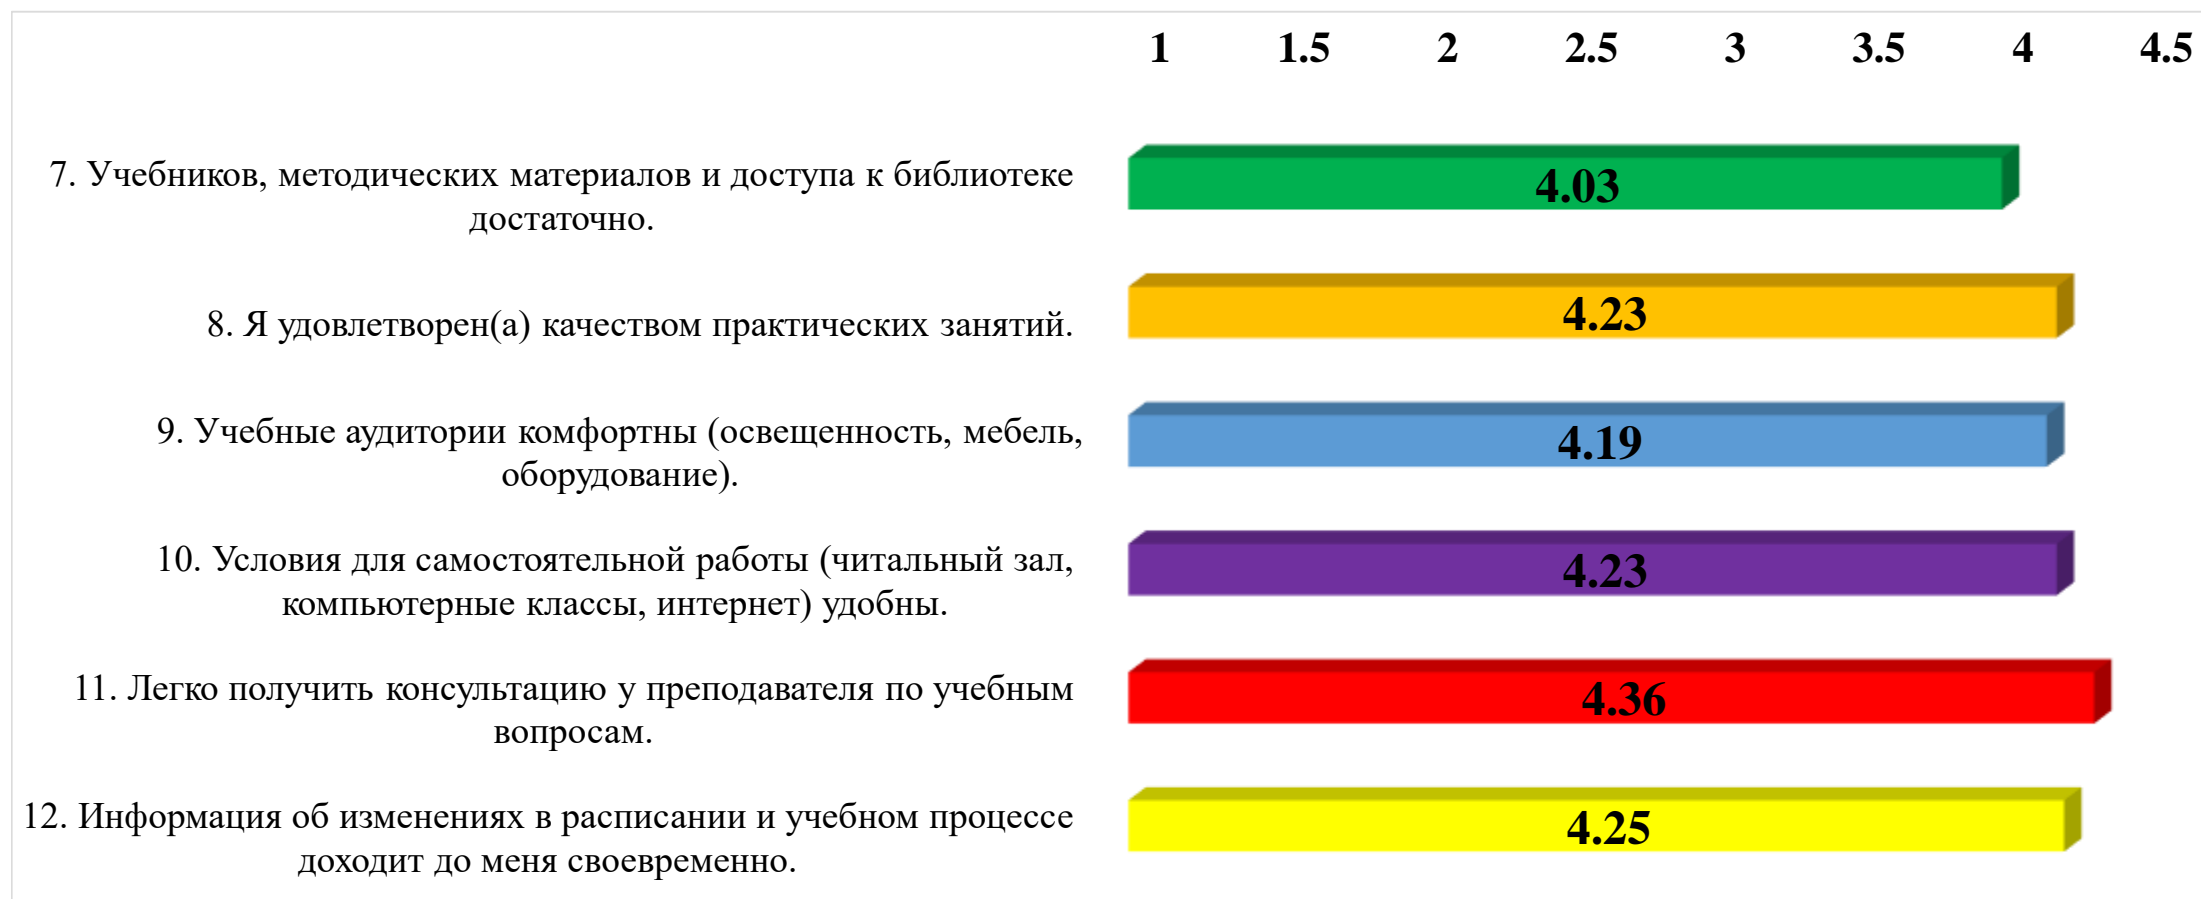 1 1.5 2 2.5 3 3.5 4 4.5
7. Учебников, методических материалов и доступа к библиотеке
достаточно.
4.03
8. Я удовлетворен(а) качеством практических занятий.
4.23
9. Учебные аудитории комфортны (освещенность, мебель,
оборудование).
4.19
10. Условия для самостоятельной работы (читальный зал,
компьютерные классы, интернет) удобны.
4.23
11. Легко получить консультацию у преподавателя по учебным
вопросам.
4.36
12. Информация об изменениях в расписании и учебном процессе
доходит до меня своевременно.
4.25